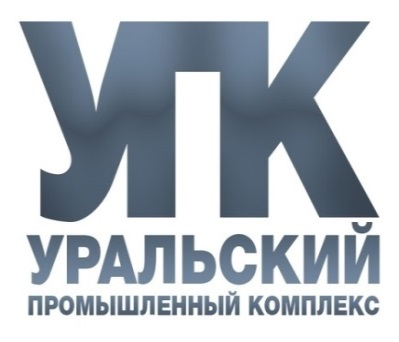 УПК
УРАЛЬСКИЙ
ПРОМЫШЛЕННЫЙ КОМПЛЕКС